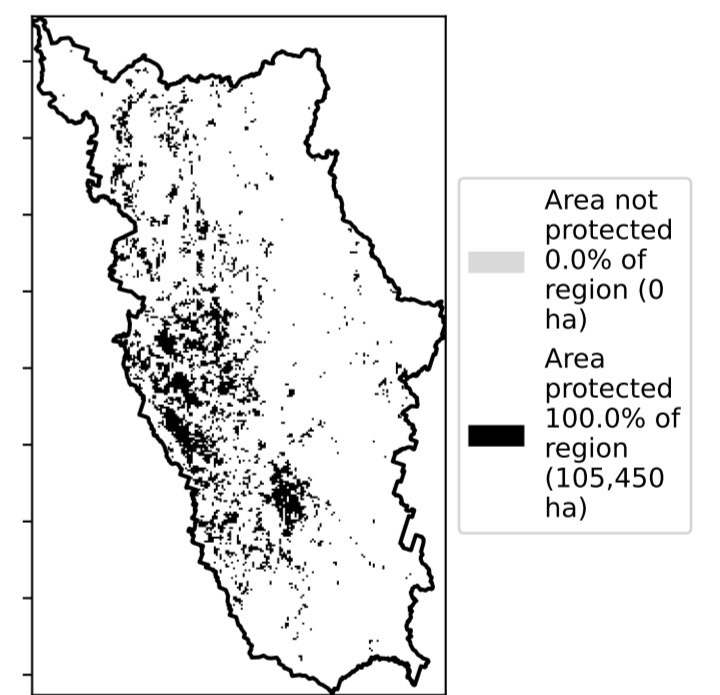 Area not
protected
0.0% of
region (0
ha)
Area
protected
100.0% of
region
(105,450
ha)